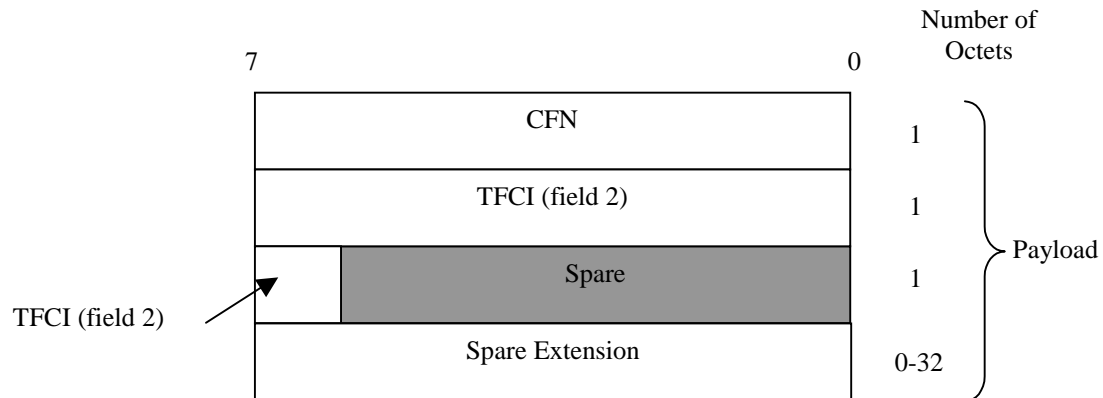 Number of
Octets
7
0
CFN
1
TFCI (field 2)
1
Spare
1
Payload
TFCI (field 2)
Spare Extension
0-32